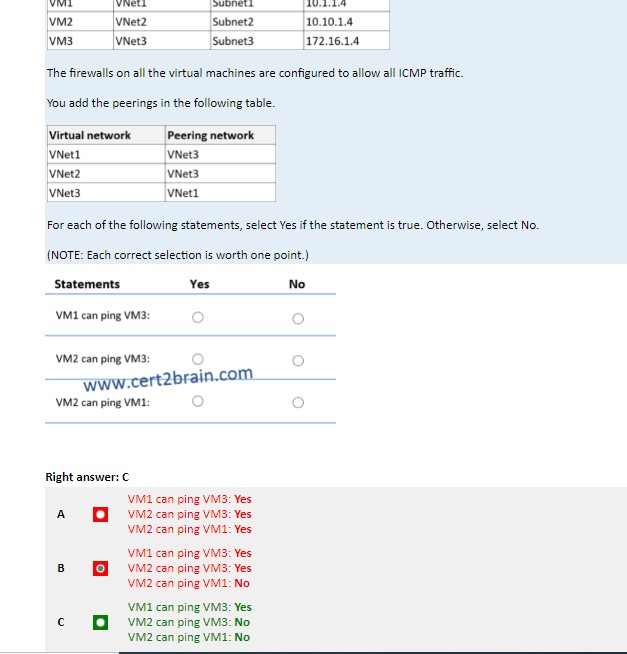 VM1 VNet1 Subnet1 10.1.1.4
VM2 VNet2 Subnet2 10.10.1.4
VM3 VNet3 Subnet3 172.16.1.4
The firewalls on all the virtual machines are configured to allow all ICMP traffic.
You add the peerings in the following table.
Virtual network Peering network
VNet1 VNet3
VNet2 VNet3
VNet3 VNet1
For each of the following statements, select Yes if the statement is true. Otherwise, select No.
(NOTE: Each correct selection is worth one point.)
Statements Yes No
VM1 can ping VM3:
VM2 can ping VM3:
www.cert2brain.com
VM2 can ping VM1:
Right answer: C
VM1 can ping VM3: Yes
A VM2 can ping VM3: Yes
VM2 can ping VM1: Yes
VM1 can ping VM3: Yes
B VM2 can ping VM3: Yes
VM2 can ping VM1: No
VM1 can ping VM3: Yes
C VM2 can ping VM3: No
VM2 can ping VM1: No